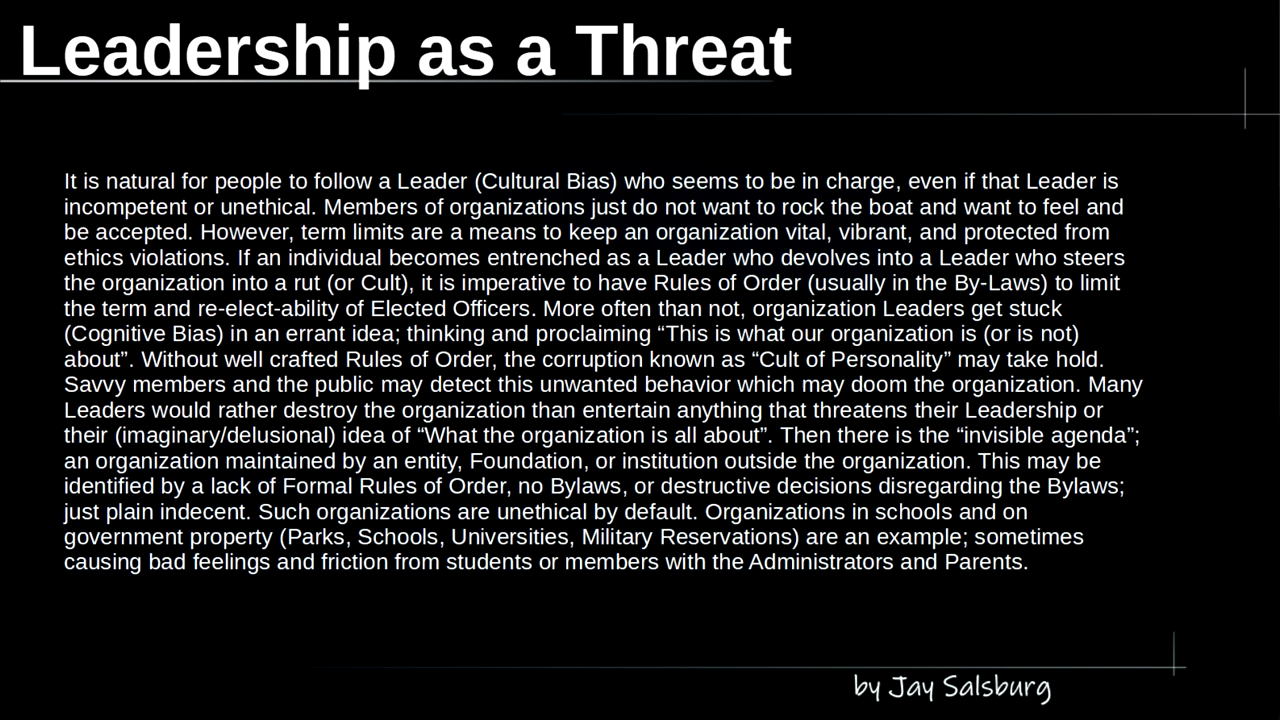 Leadership as a Threat
It is natural for people to follow a Leader (Cultural Bias) who seems to be in charge, even if that Leader is
incompetent or unethical. Members of organizations just do not want to rock the boat and want to feel and
be accepted. However, term limits are a means to keep an organization vital, vibrant, and protected from
ethics violations. If an individual becomes entrenched as a Leader who devolves into a Leader who steers
the organization into a rut (or Cult), it is imperative to have Rules of Order (usually in the By-Laws) to limit
the term and re-elect-ability of Elected Officers. More often than not, organization Leaders get stuck
(Cognitive Bias) in an errant idea; thinking and proclaiming “This is what our organization is (or is not)
about”. Without well crafted Rules of Order, the corruption known as “Cult of Personality” may take hold.
Savvy members and the public may detect this unwanted behavior which may doom the organization. Many
Leaders would rather destroy the organization than entertain anything that threatens their Leadership or
their (imaginary/delusional) idea of “What the organization is all about”. Then there is the “invisible agenda”;
an organization maintained by an entity, Foundation, or institution outside the organization. This may be
identified by a lack of Formal Rules of Order, no Bylaws, or destructive decisions disregarding the Bylaws;
just plain indecent. Such organizations are unethical by default. Organizations in schools and on
government property (Parks, Schools, Universities, Military Reservations) are an example; sometimes
causing bad feelings and friction from students or members with the Administrators and Parents.
by Jay Salsburg